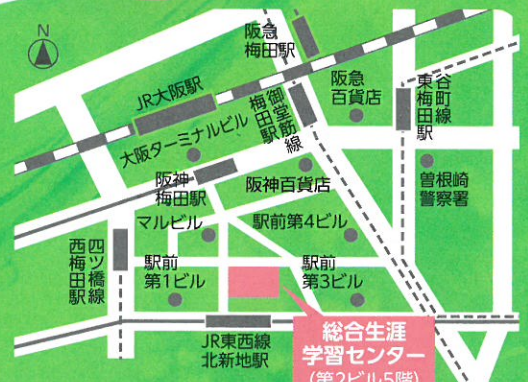 N
阪急
梅田駅
JR大阪駅
阪急
百貨店
谷町線
東梅田駅
御堂筋線
梅田駅
大阪ターミナルビル
阪神
梅田駅
阪神百貨店
曽根崎
警察署
マルビル
駅前第4ビル
四ツ橋線
西梅田駅
駅前
第1ビル
駅前
第3ビル
JR東西線
北新地駅
総合生涯
学習センター
(第2ビル5階)